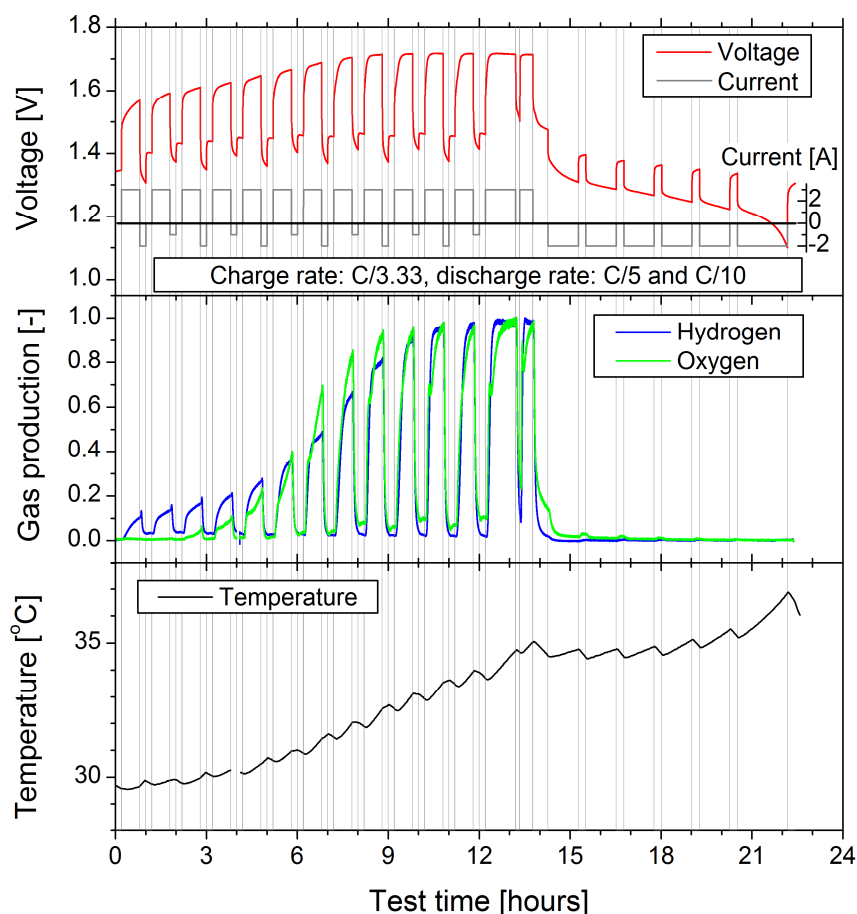 1.8
1.6
1.4
1.2
1.0
Voltage [V]
Voltage
Current
Current [A]
2
0
-2
Charge rate: C/3.33, discharge rate: C/5 and C/10
1.0
0.8
0.6
0.4
0.2
0.0
Gas production [-]
Hydrogen
Oxygen
Temperature
35
30
Temperature [°C]
0 3 6 9 12 15 18 21 24
Test time [hours]